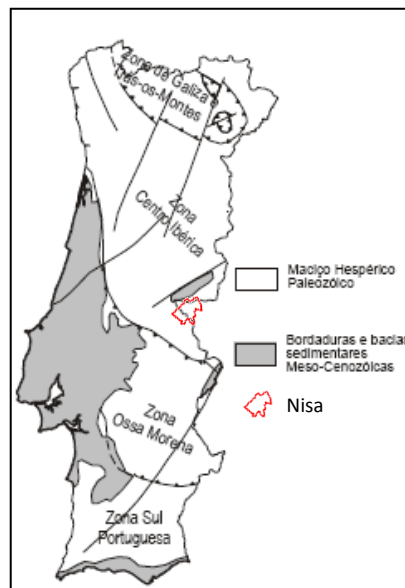 Zona de Galiza e
Trás-os-Montes
Zona
Centro Ibérica
Maciço Hespérico
Paleozóico
Bordaduras e bacias
sedimentares
Meso-Cenozóicas
Nisa
Zona
Ossa Morena
Zona Sul
Portuguesa